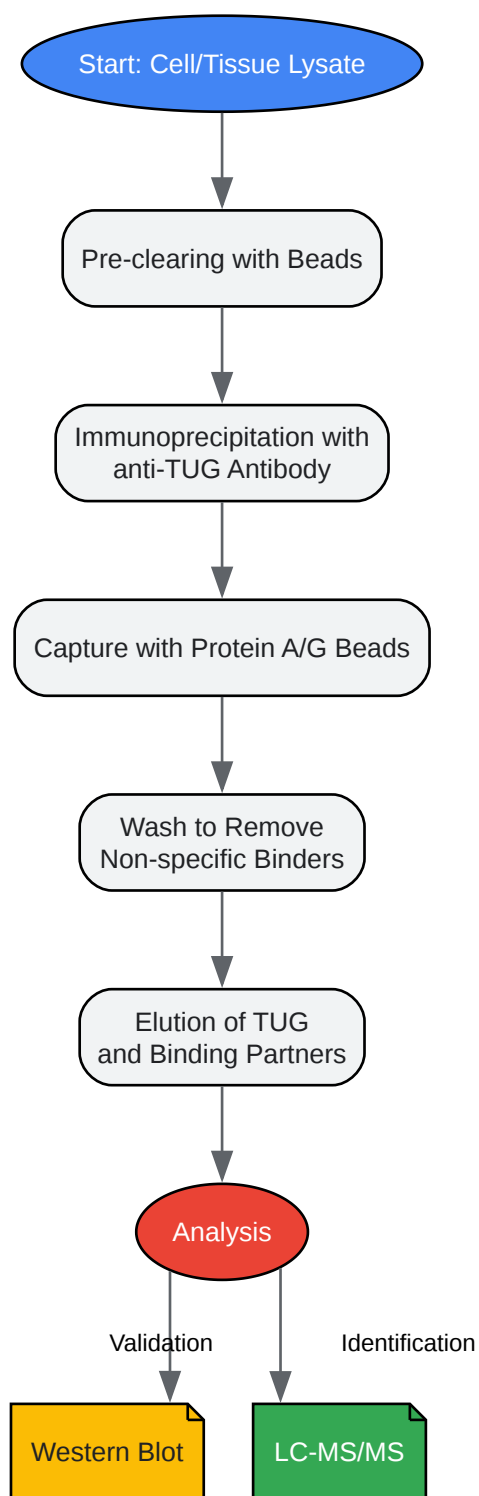 Start: Cell/Tissue Lysate
Pre-clearing with Beads
Immunoprecipitation with
anti-TUG Antibody
Capture with Protein A/G Beads
Wash to Remove
Non-specific Binders
Elution of TUG
and Binding Partners
Analysis
Validation
Identification
Western Blot
LC-MS/MS